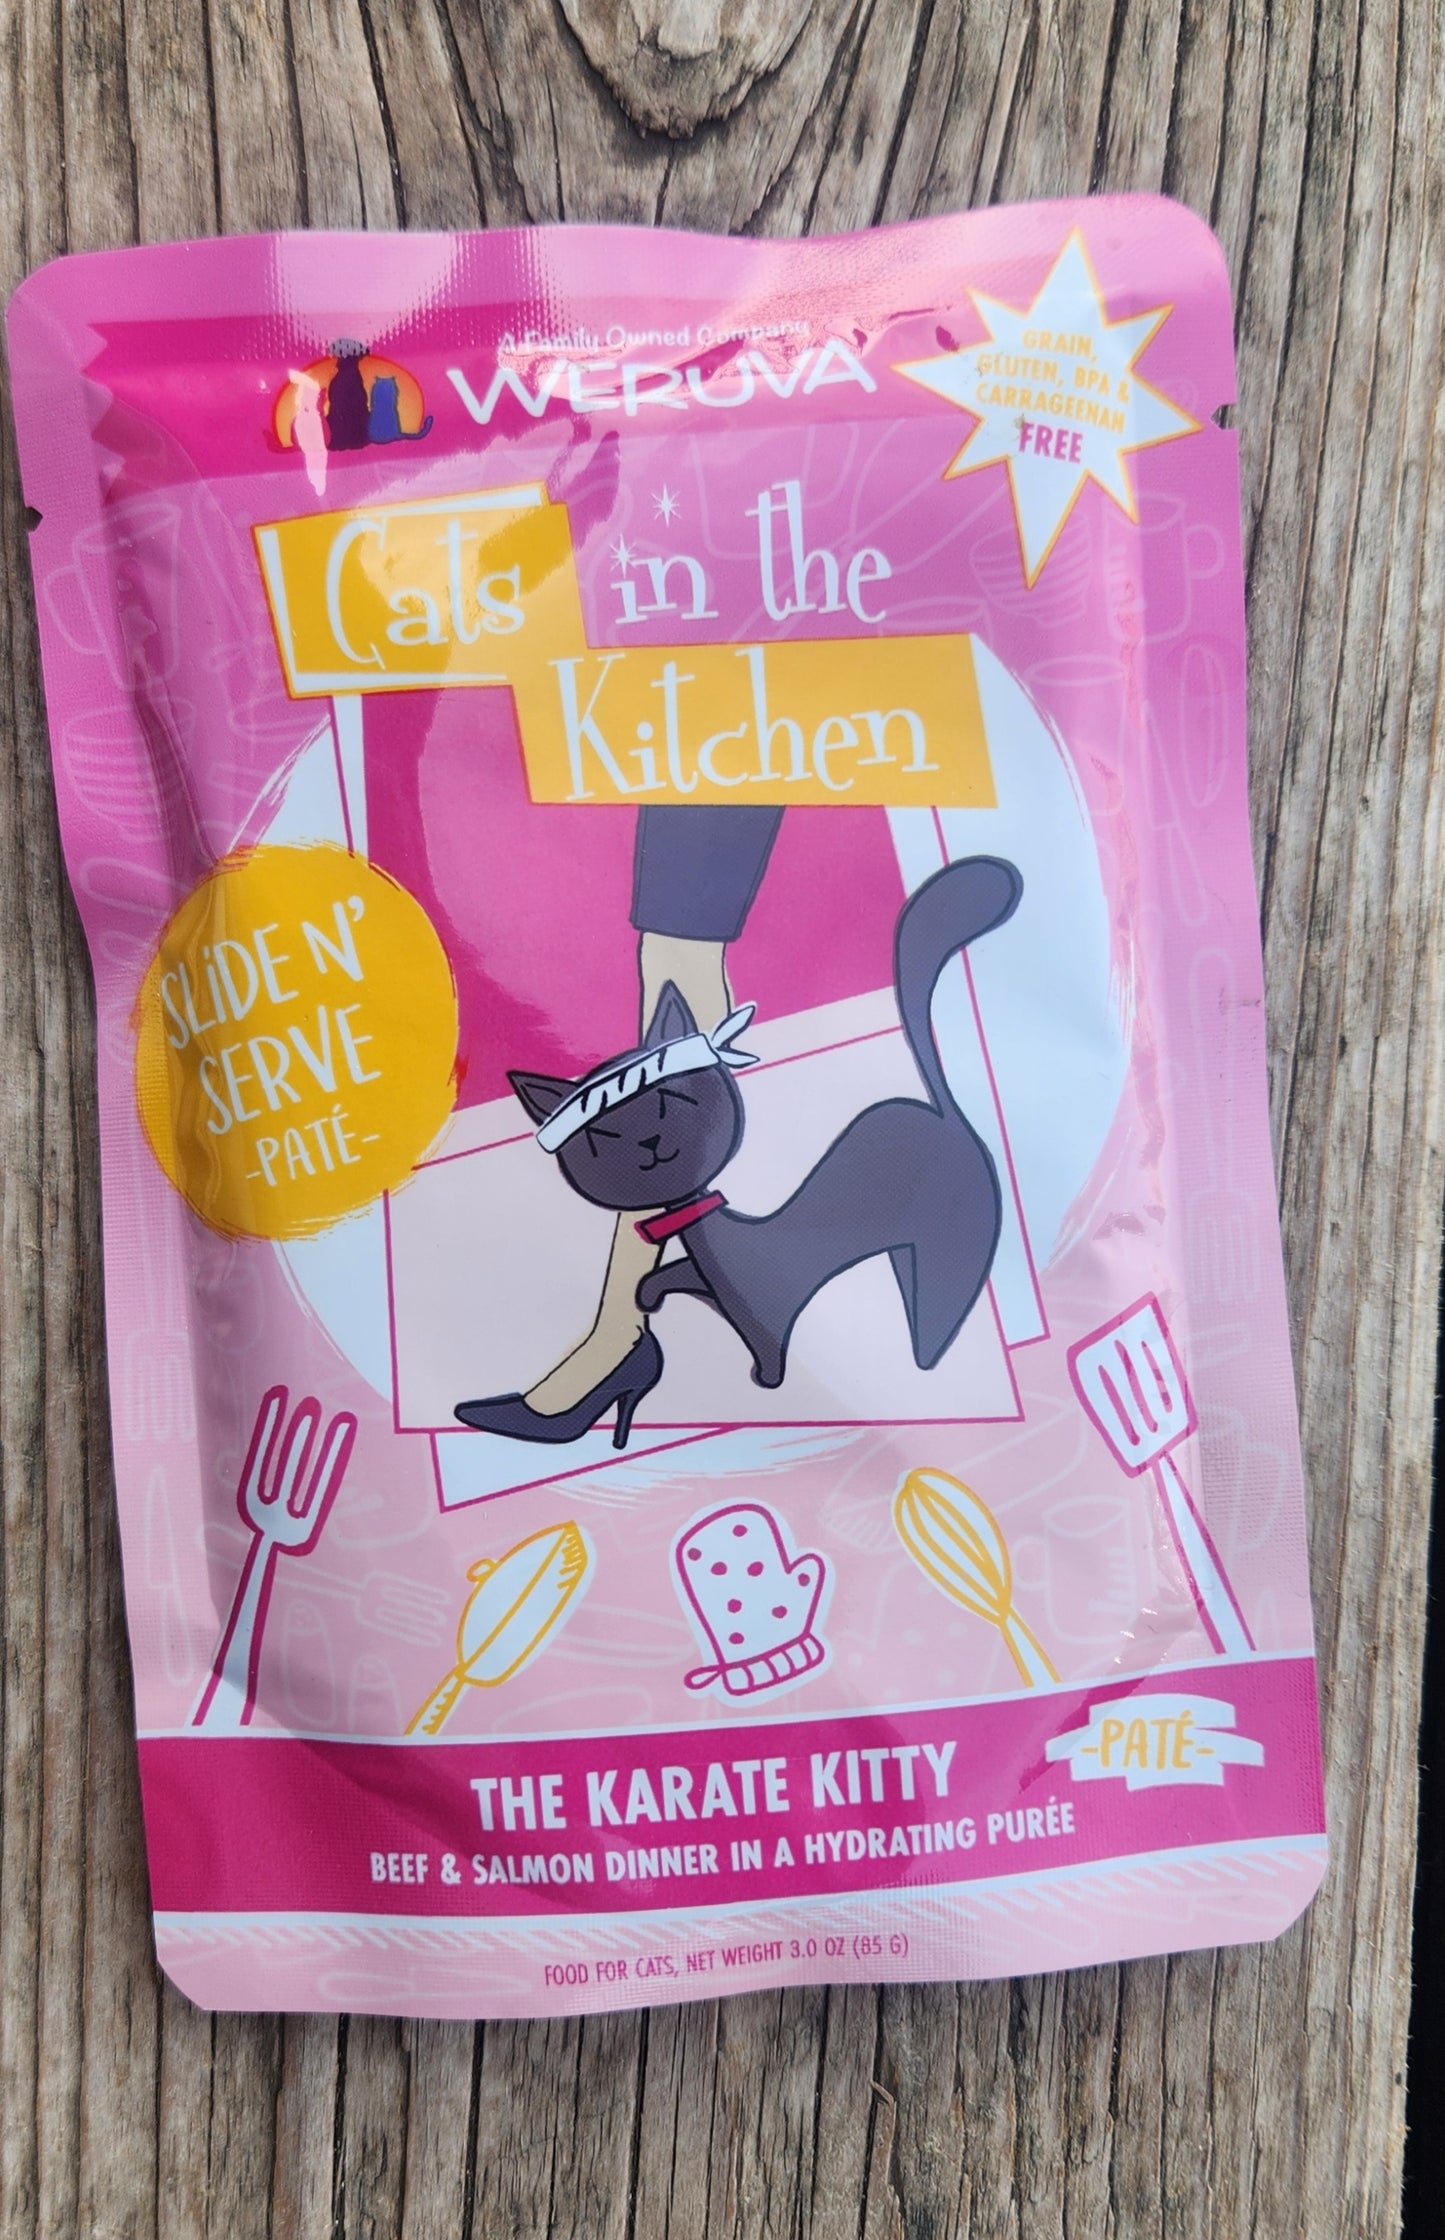 A Family Owned Company
WERUVA
GRAIN,
GLUTEN, BPA &
CARRAGEENAN
FREE
Cats in the
Kitchen
SLIDE N'
SERVE
-PATÉ-
-PATÉ-
THE KARATE KITTY
BEEF & SALMON DINNER IN A HYDRATING PURÉE
FOOD FOR CATS, NET WEIGHT 3.0 OZ (85 G)